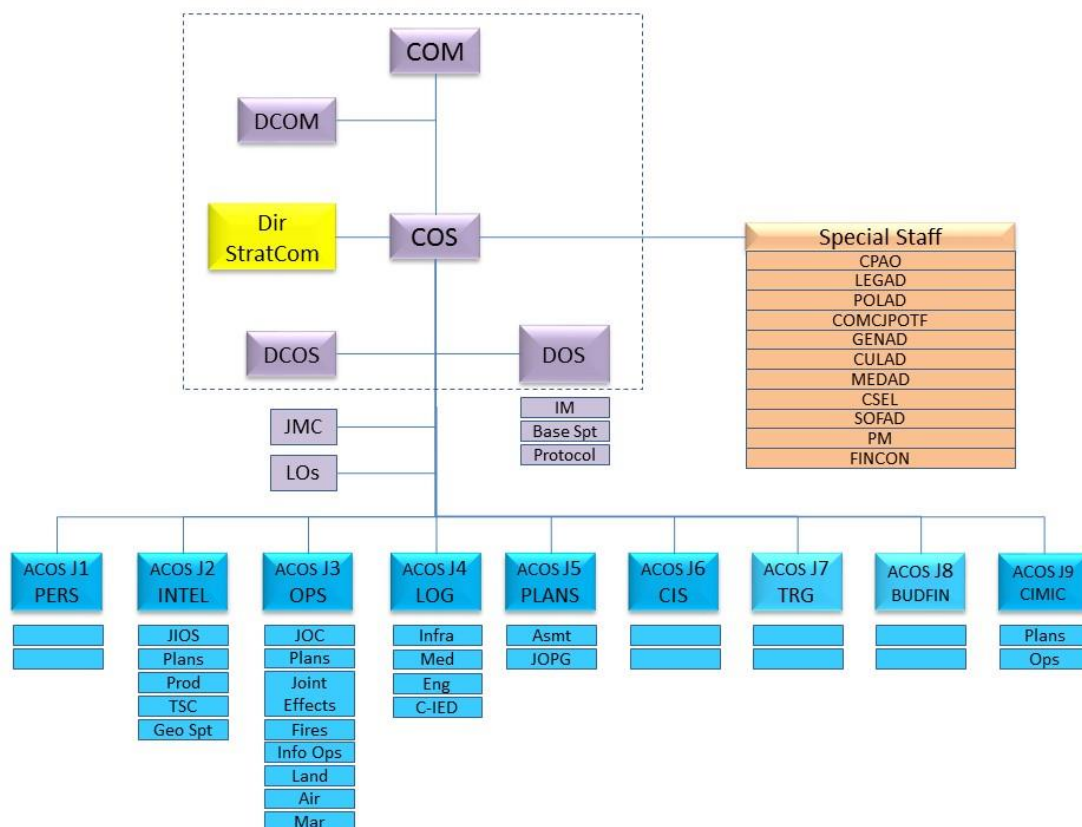 COM
DCOM
Dir
StratCom
COS
Special Staff
CPAO
LEGAD
POLAD
COMCJPOTF
GENAD
CULAD
MEDAD
CSEL
SOFAD
PM
FINCON
DCOS
DOS
IM
Base Spt
Protocol
JMC
LOs
ACOS J1
PERS
ACOS J2
INTEL
JIOS
Plans
Prod
TSC
Geo Spt
ACOS J3
OPS
JOC
Plans
Joint
Effects
Fires
Info Ops
Land
Air
Mar
ACOS J4
LOG
Infra
Med
Eng
C-IED
ACOS J5
PLANS
Asmt
JOPG
ACOS J6
CIS
ACOS J7
TRG
ACOS J8
BUDFIN
ACOS J9
CIMIC
Plans
Ops